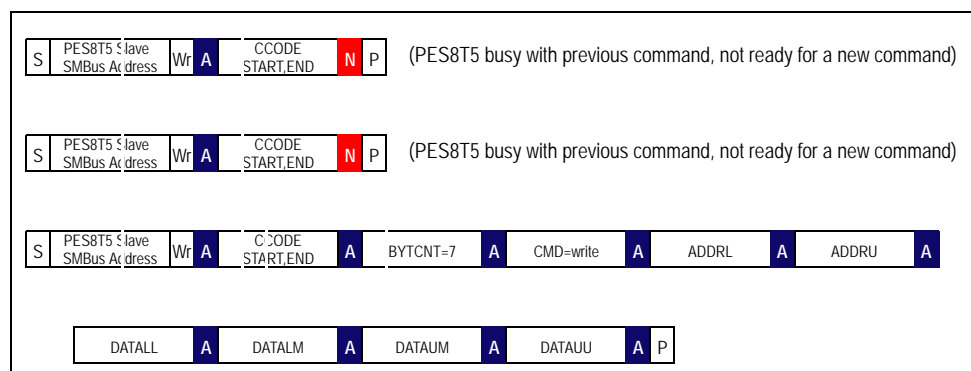 S PES8T5 Slave SMBus Address Wr A CCODE START,END N P (PES8T5 busy with previous command, not ready for a new command)
S PES8T5 Slave SMBus Address Wr A CCODE START,END N P (PES8T5 busy with previous command, not ready for a new command)
S PES8T5 Slave SMBus Address Wr A CCODE START,END A BYTCNT=7 A CMD=write A ADDRL A ADDRU A
DATALL A DATALM A DATAUM A DATAUU A P